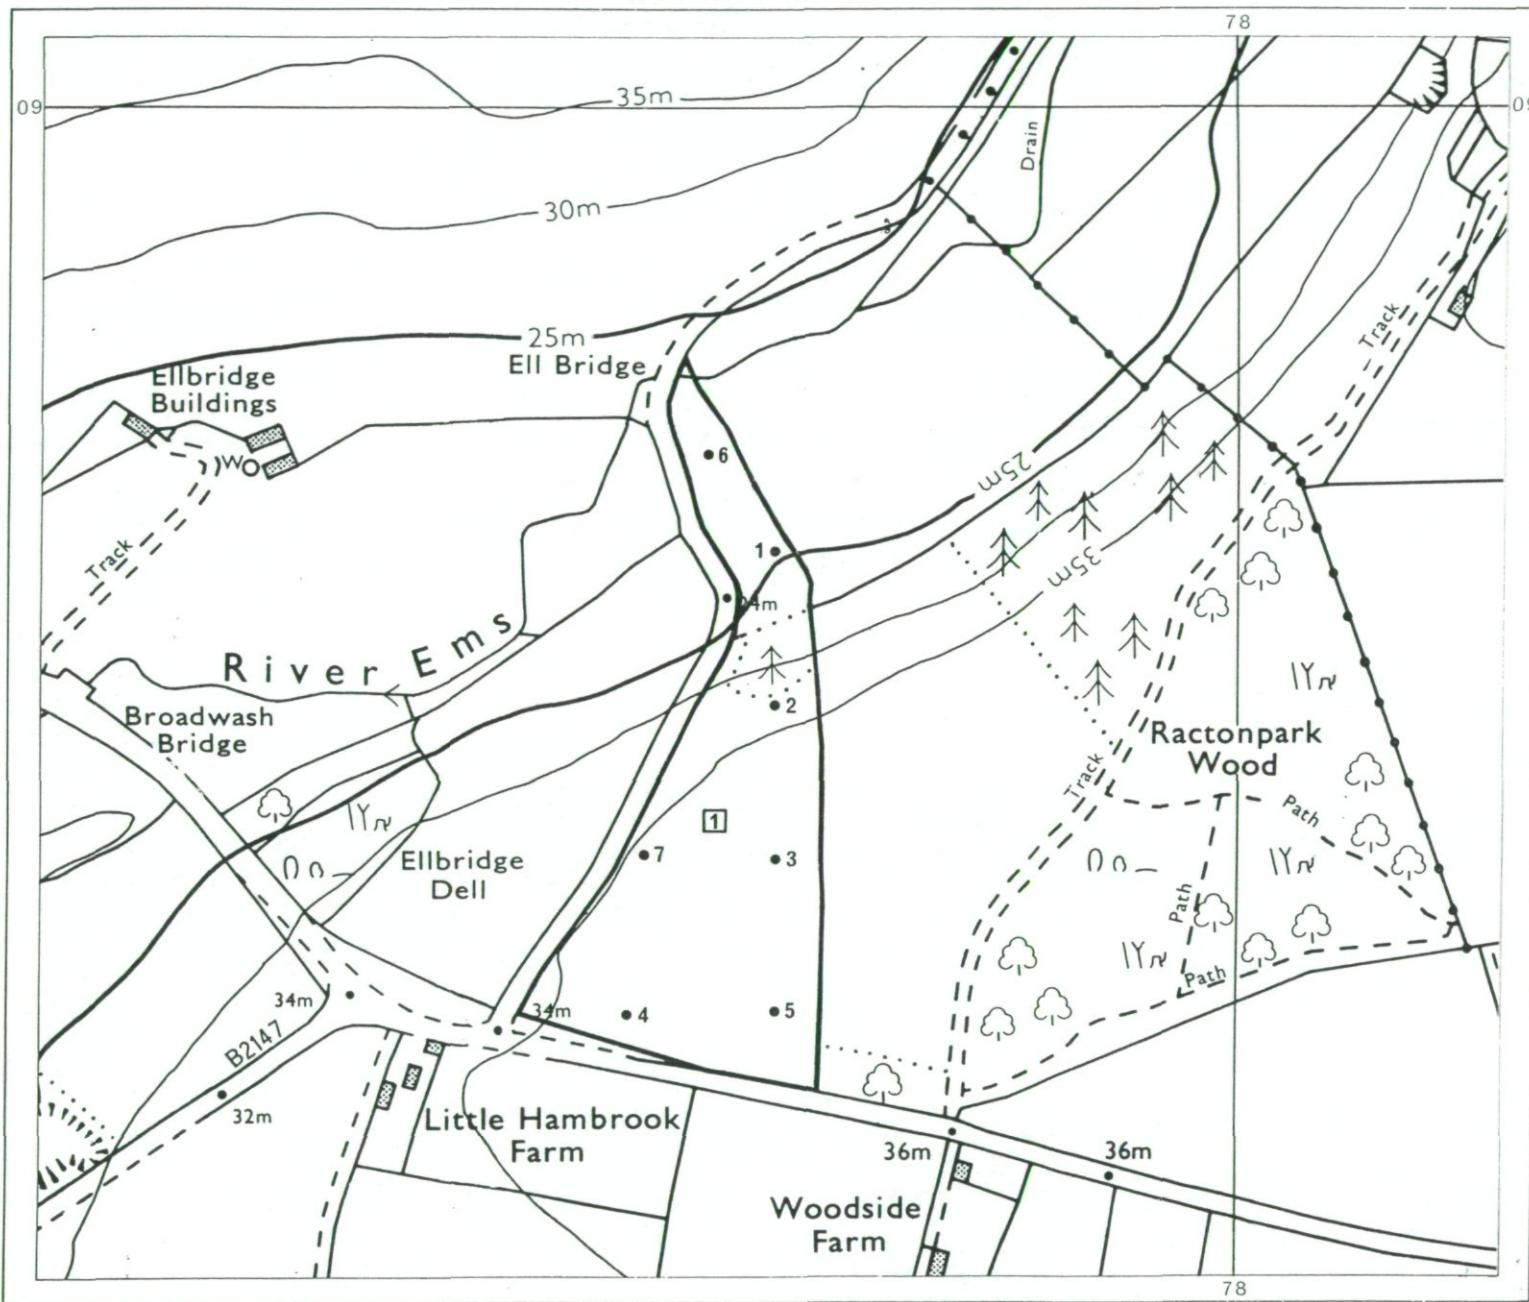 78
09
35m
Drain
30m
25m
Ell Bridge
Ellbridge
Buildings
W
Track
Track
6
25m
1
35m
River Ems
2
Broadwash
Bridge
Ractonpark
Wood
Track
Path
1
7
3
Ellbridge
Dell
Path
Path
34m
34m
4
5
B2147
32m
Little Hambrook
Farm
36m
36m
Woodside
Farm
78